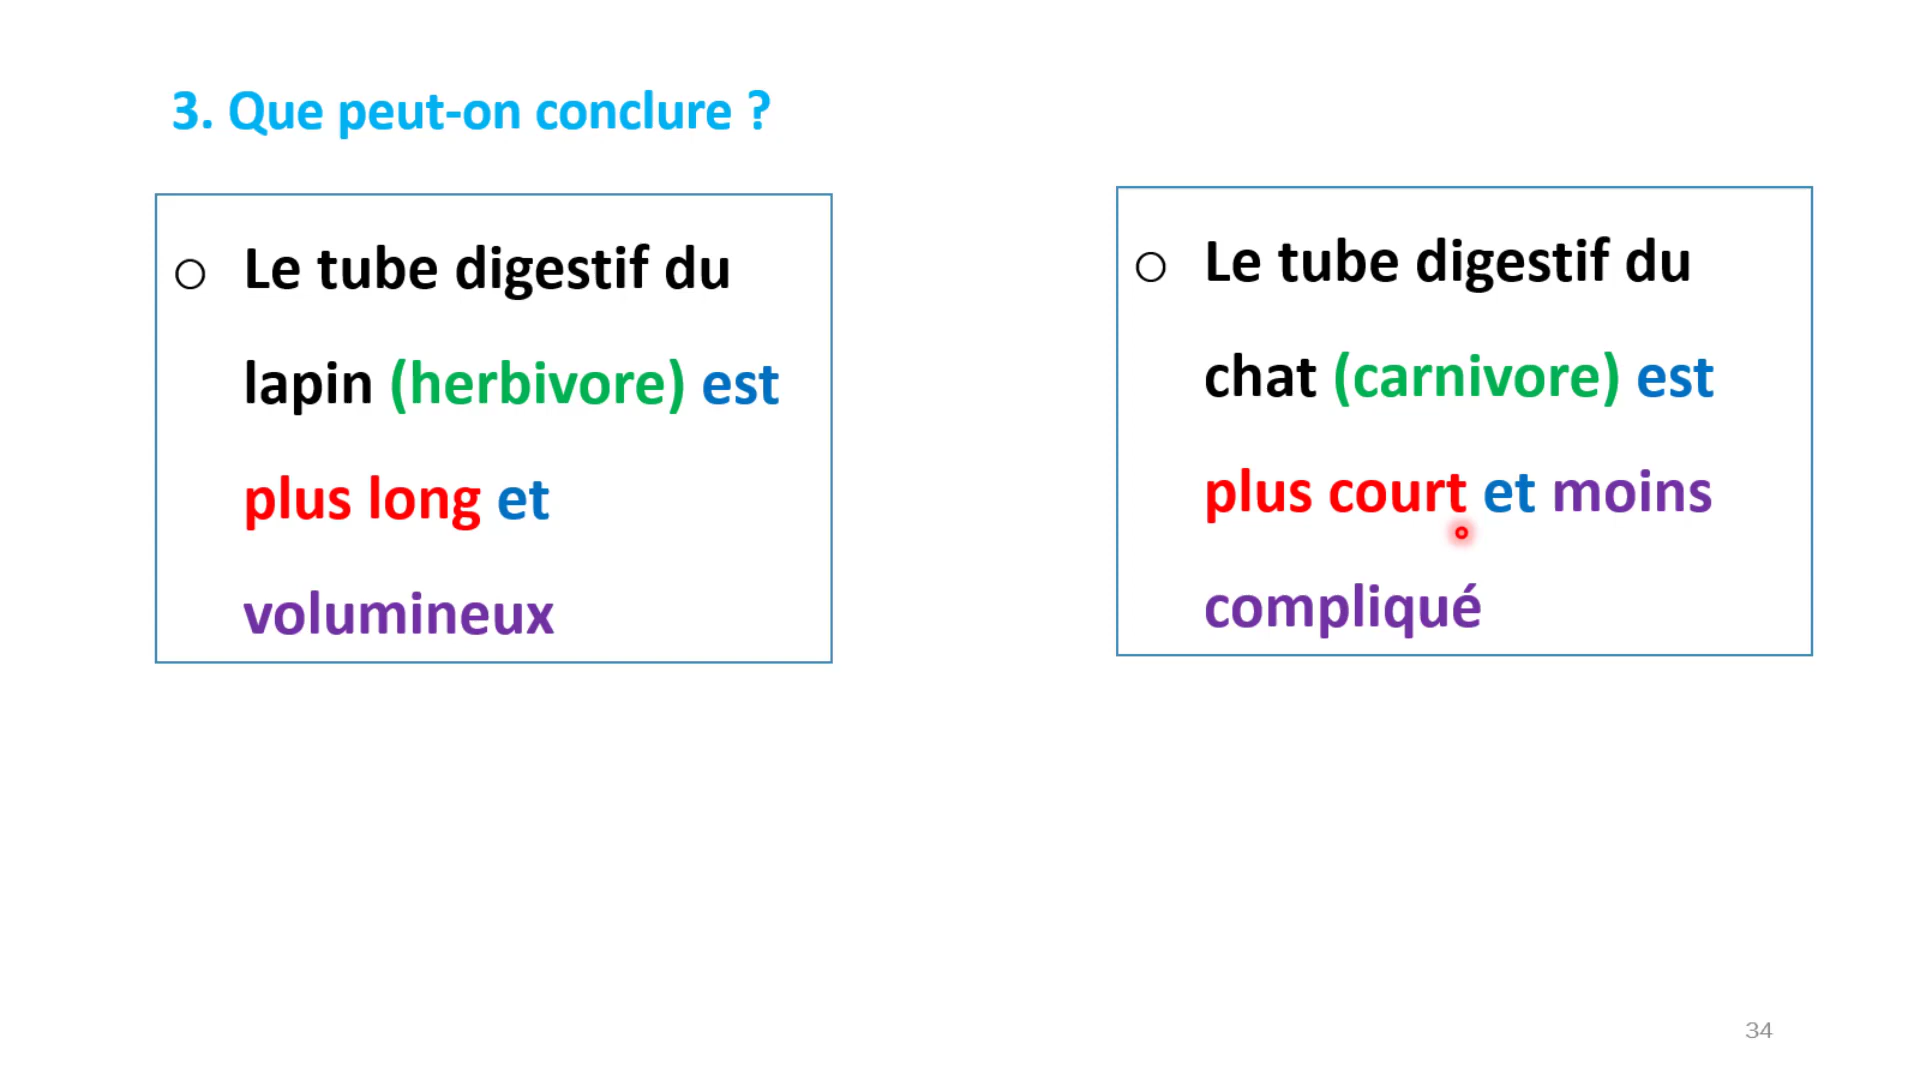 3. Que peut-on conclure ?
o Le tube digestif du
lapin (herbivore) est
plus long et
volumineux
o Le tube digestif du
chat (carnivore) est
plus court et moins
compliqué
34